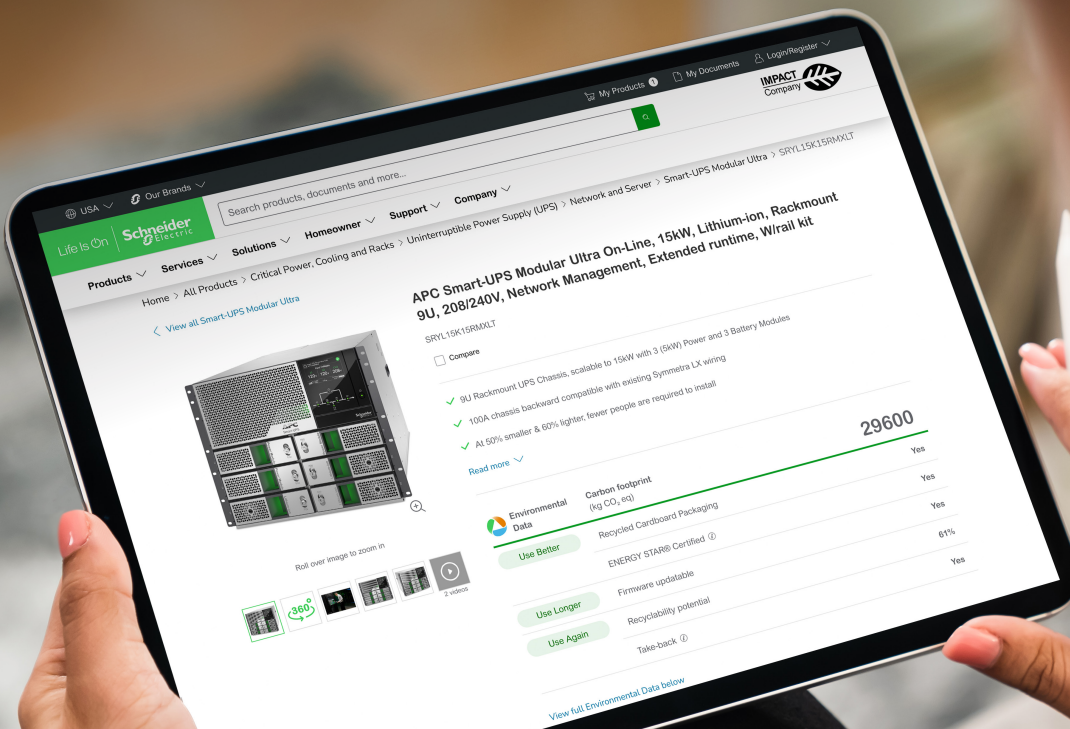 USA
Our Brands
My Products 1
My Documents
Login/Register
Life Is On
Schneider
Electric
Search products, documents and more...
IMPACT
Company
Products
Services
Solutions
Homeowner
Support
Company
Home > All Products > Critical Power, Cooling and Racks > Uninterruptible Power Supply (UPS) > Network and Server > Smart-UPS Modular Ultra > SRYL15K15RMXLT
View all Smart-UPS Modular Ultra
APC Smart-UPS Modular Ultra On-Line, 15kW, Lithium-ion, Rackmount
9U, 208/240V, Network Management, Extended runtime, W/rail kit
SRYL15K15RMXLT
Compare
9U Rackmount UPS Chassis, scalable to 15kW with 3 (5kW) Power and 3 Battery Modules
100A chassis backward compatible with existing Symmetra LX wiring
At 50% smaller & 60% lighter, fewer people are required to install
Read more
APC
Roll over image to zoom in
360°
2 videos
Environmental
Data
Carbon footprint
(kg CO₂ eq)
29600
Use Better
Recycled Cardboard Packaging
Yes
ENERGY STAR® Certified
Yes
Use Longer
Firmware updatable
Yes
Use Again
Recyclability potential
61%
Take-back
Yes
View full Environmental Data below